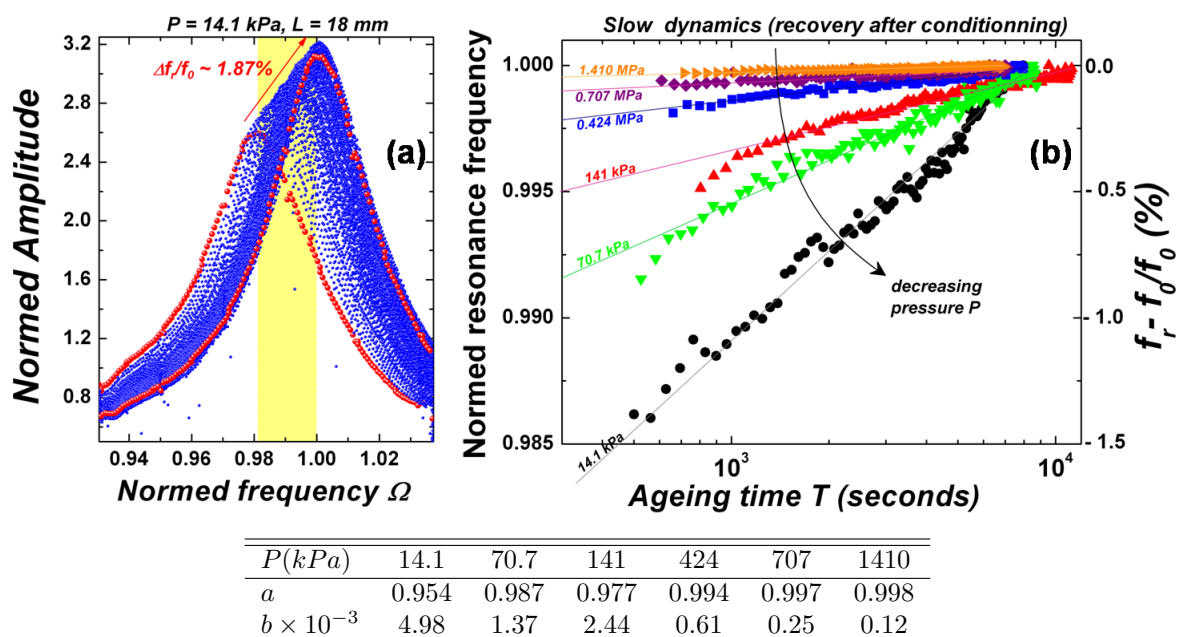 P = 14.1 kPa, L = 18 mm
Δfr/f0 ~ 1.87%
(a)
Normed Amplitude
3.2
2.8
2.4
2.0
1.6
1.2
0.8
0.94 0.96 0.98 1.00 1.02
Normed frequency Ω
Slow dynamics (recovery after conditionning)
Normed resonance frequency
1.000
0.995
0.990
0.985
1.410 MPa
0.707 MPa
0.424 MPa
141 kPa
70.7 kPa
14.1 kPa
(b)
decreasing
pressure P
0.0
- 0.5
- 1.0
- 1.5
fr - f0/f0 (%)
10³ 10⁴
Ageing time T (seconds)
P(kPa) 14.1 70.7 141 424 707 1410
a 0.954 0.987 0.977 0.994 0.997 0.998
b × 10⁻³ 4.98 1.37 2.44 0.61 0.25 0.12